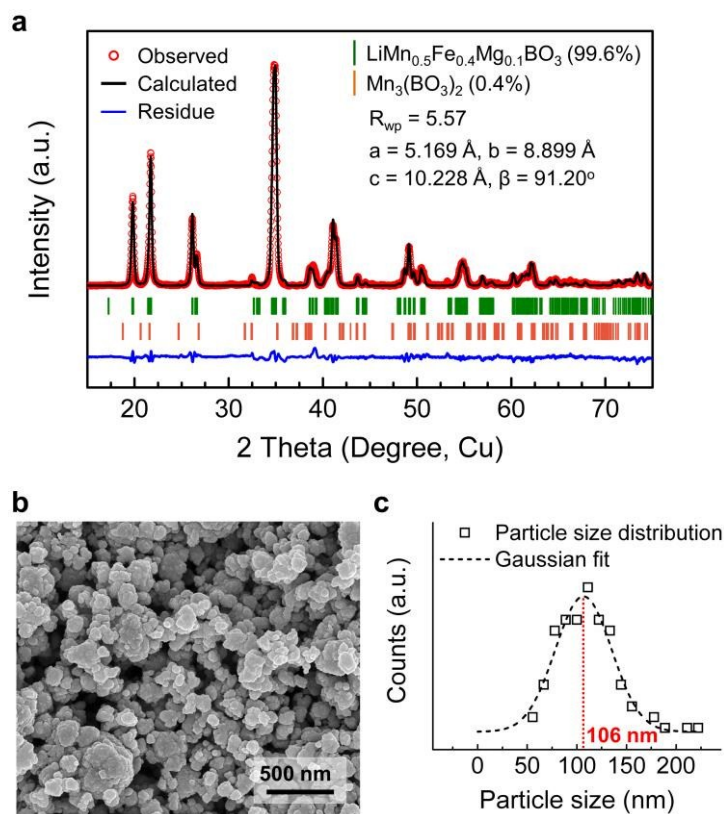 a
Observed
Calculated
Residue
LiMn0.5Fe0.4Mg0.1BO3 (99.6%)
Mn3(BO3)2 (0.4%)
Rwp = 5.57
a = 5.169 Å, b = 8.899 Å
c = 10.228 Å, β = 91.20o
Intensity (a.u.)
20 30 40 50 60 70
2 Theta (Degree, Cu)
b
500 nm
c
Particle size distribution
Gaussian fit
Counts (a.u.)
106 nm
0 50 100 150 200
Particle size (nm)